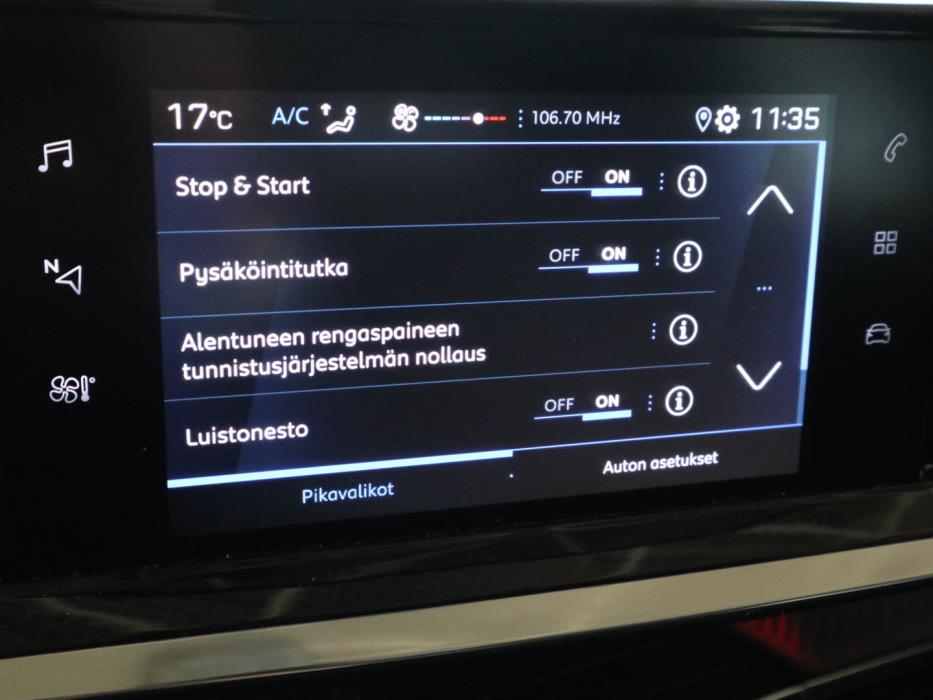 17°C A/C 106.70 MHz 11:35
Stop & Start OFF ON
N
Pysäköintitutka OFF ON
Alentuneen rengaspaineen
tunnistusjärjestelmän nollaus
Luistonesto OFF ON
Pikavalikot Auton asetukset